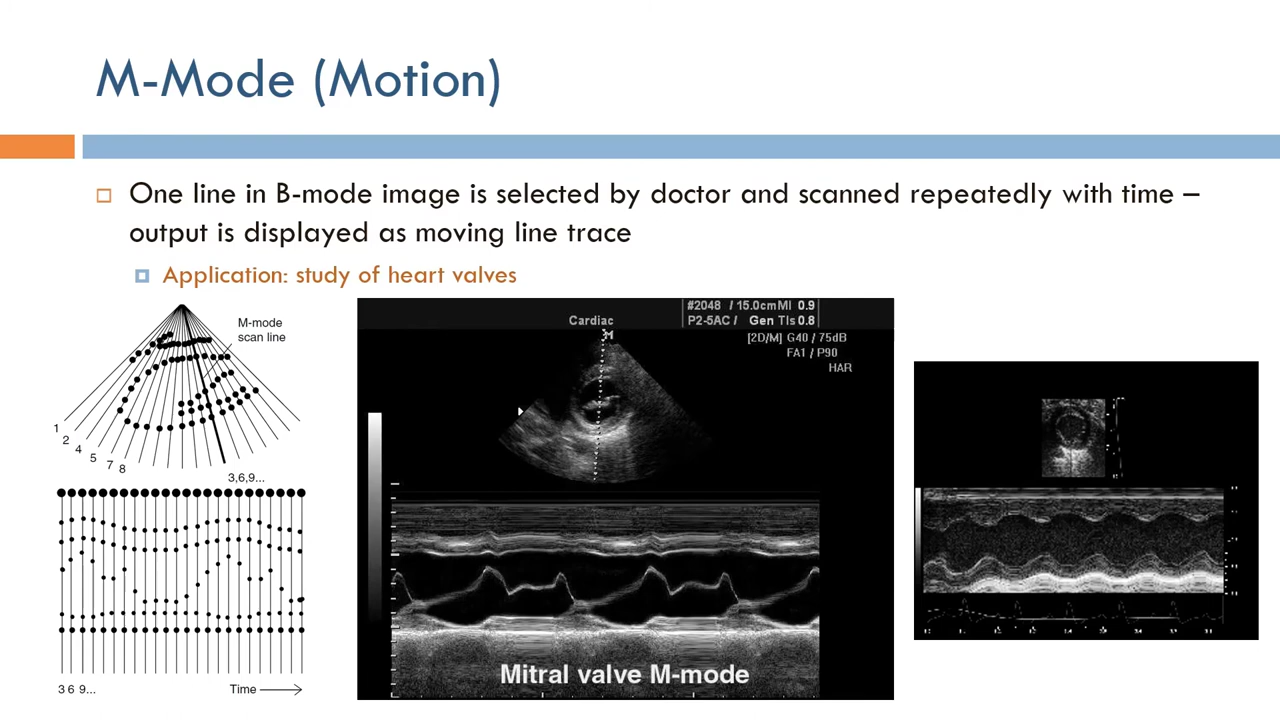 M-Mode (Motion)
One line in B-mode image is selected by doctor and scanned repeatedly with time –
output is displayed as moving line trace
Application: study of heart valves
M-mode
scan line
1
2
4
5
7
8
3,6,9...
3 6 9...
Time
#2048 / 15.0cm MI 0.9
P2-5AC / Gen TIs 0.8
Cardiac
M
[2D/M] G40 / 75dB
FA1 / P90
HAR
Mitral valve M-mode